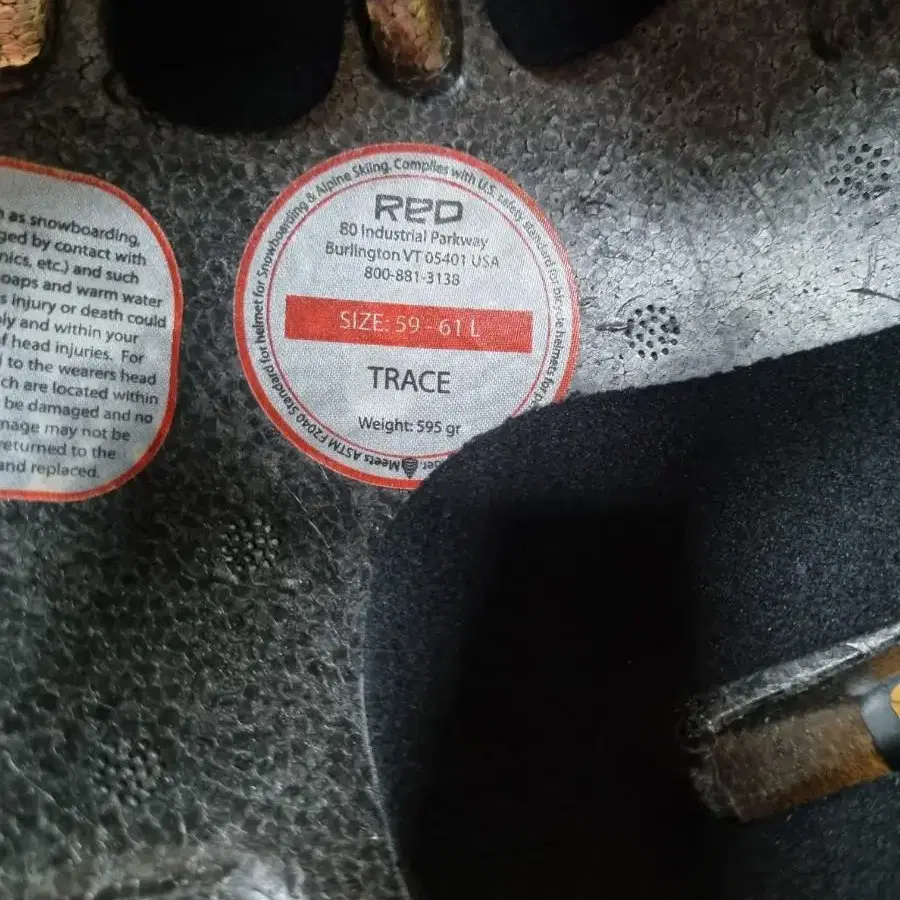 as snowboarding,
ged by contact with
nics, etc.) and such
oaps and warm water
s injury or death could
ly and within your
f head injuries. For
to the wearers head
ch are located within
be damaged and no
mage may not be
returned to the
and replaced.
Meets ASTM F2040 Standard for helmet for Snowboarding & Alpine Skiing. Complies with U.S. safety standard for bicycle helmets for
RED
80 Industrial Parkway
Burlington VT 05401 USA
800-881-3138
SIZE: 59 - 61 L
TRACE
Weight: 595 gr